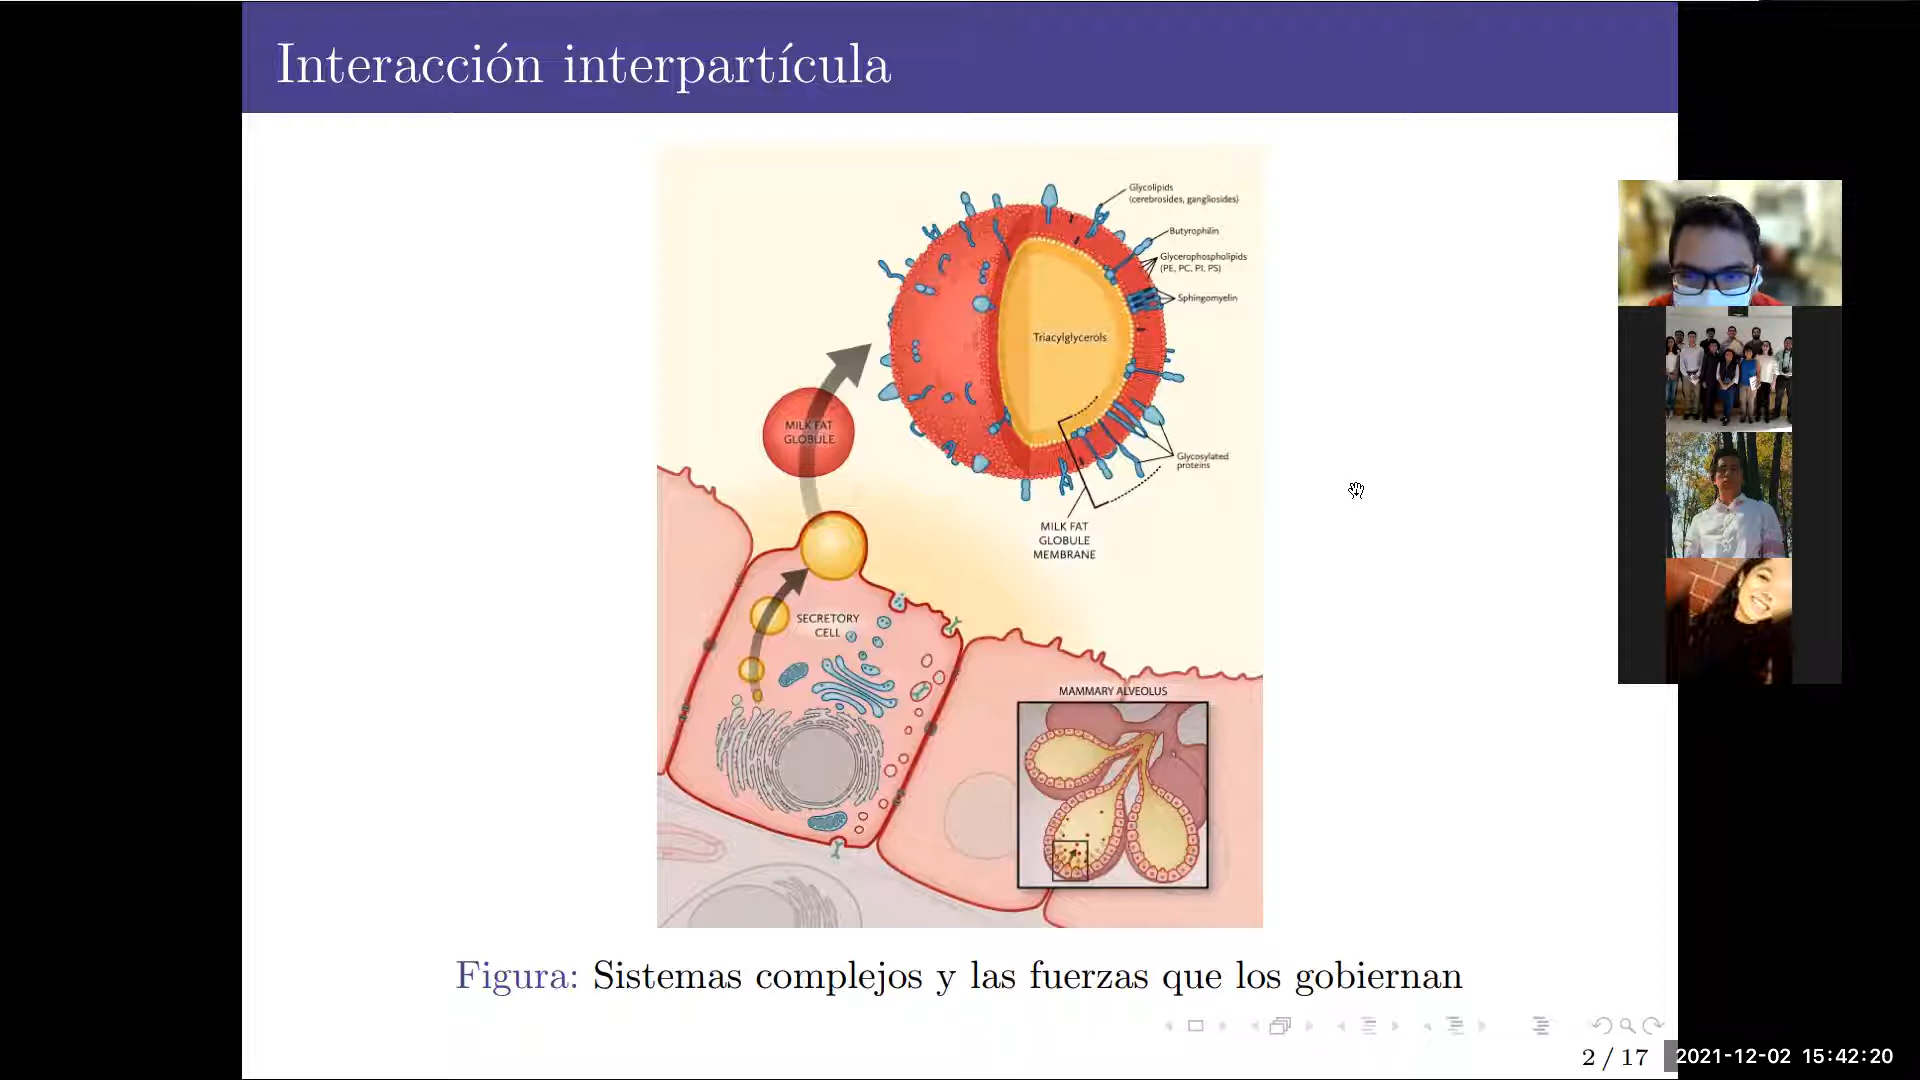 Interacción interpartícula
Glycolipids
(cerebrosides, gangliosides)
Butyrophilin
Glycerophospholipids
(PE, PC, PI, PS)
Sphingomyelin
Triacylglycerols
MILK FAT
GLOBULE
Glycosylated
proteins
MILK FAT
GLOBULE
MEMBRANE
SECRETORY
CELL
MAMMARY ALVEOLUS
Figura: Sistemas complejos y las fuerzas que los gobiernan
2 / 17
2021-12-02 15:42:20